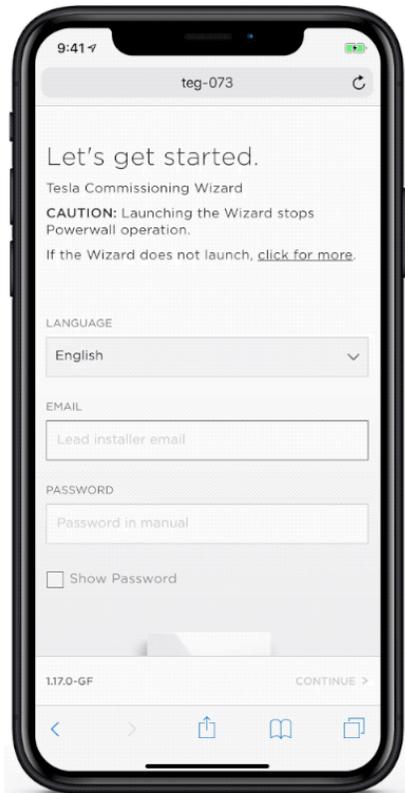 9:41
teg-073
Let's get started.
Tesla Commissioning Wizard
CAUTION: Launching the Wizard stops
Powerwall operation.
If the Wizard does not launch, click for more.
LANGUAGE
English
EMAIL
Lead installer email
PASSWORD
Password in manual
Show Password
1.17.0-GF
CONTINUE >